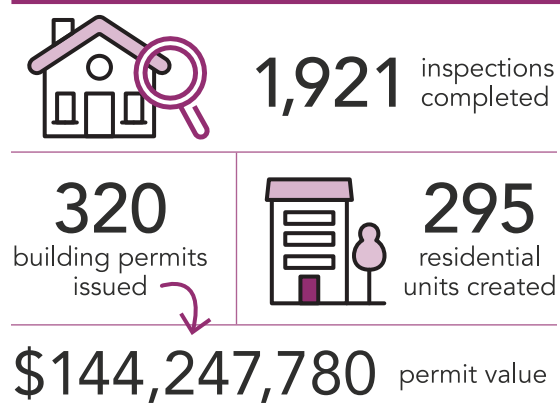 1,921 inspections
completed
320
building permits
issued
295
residential
units created
$144,247,780 permit value